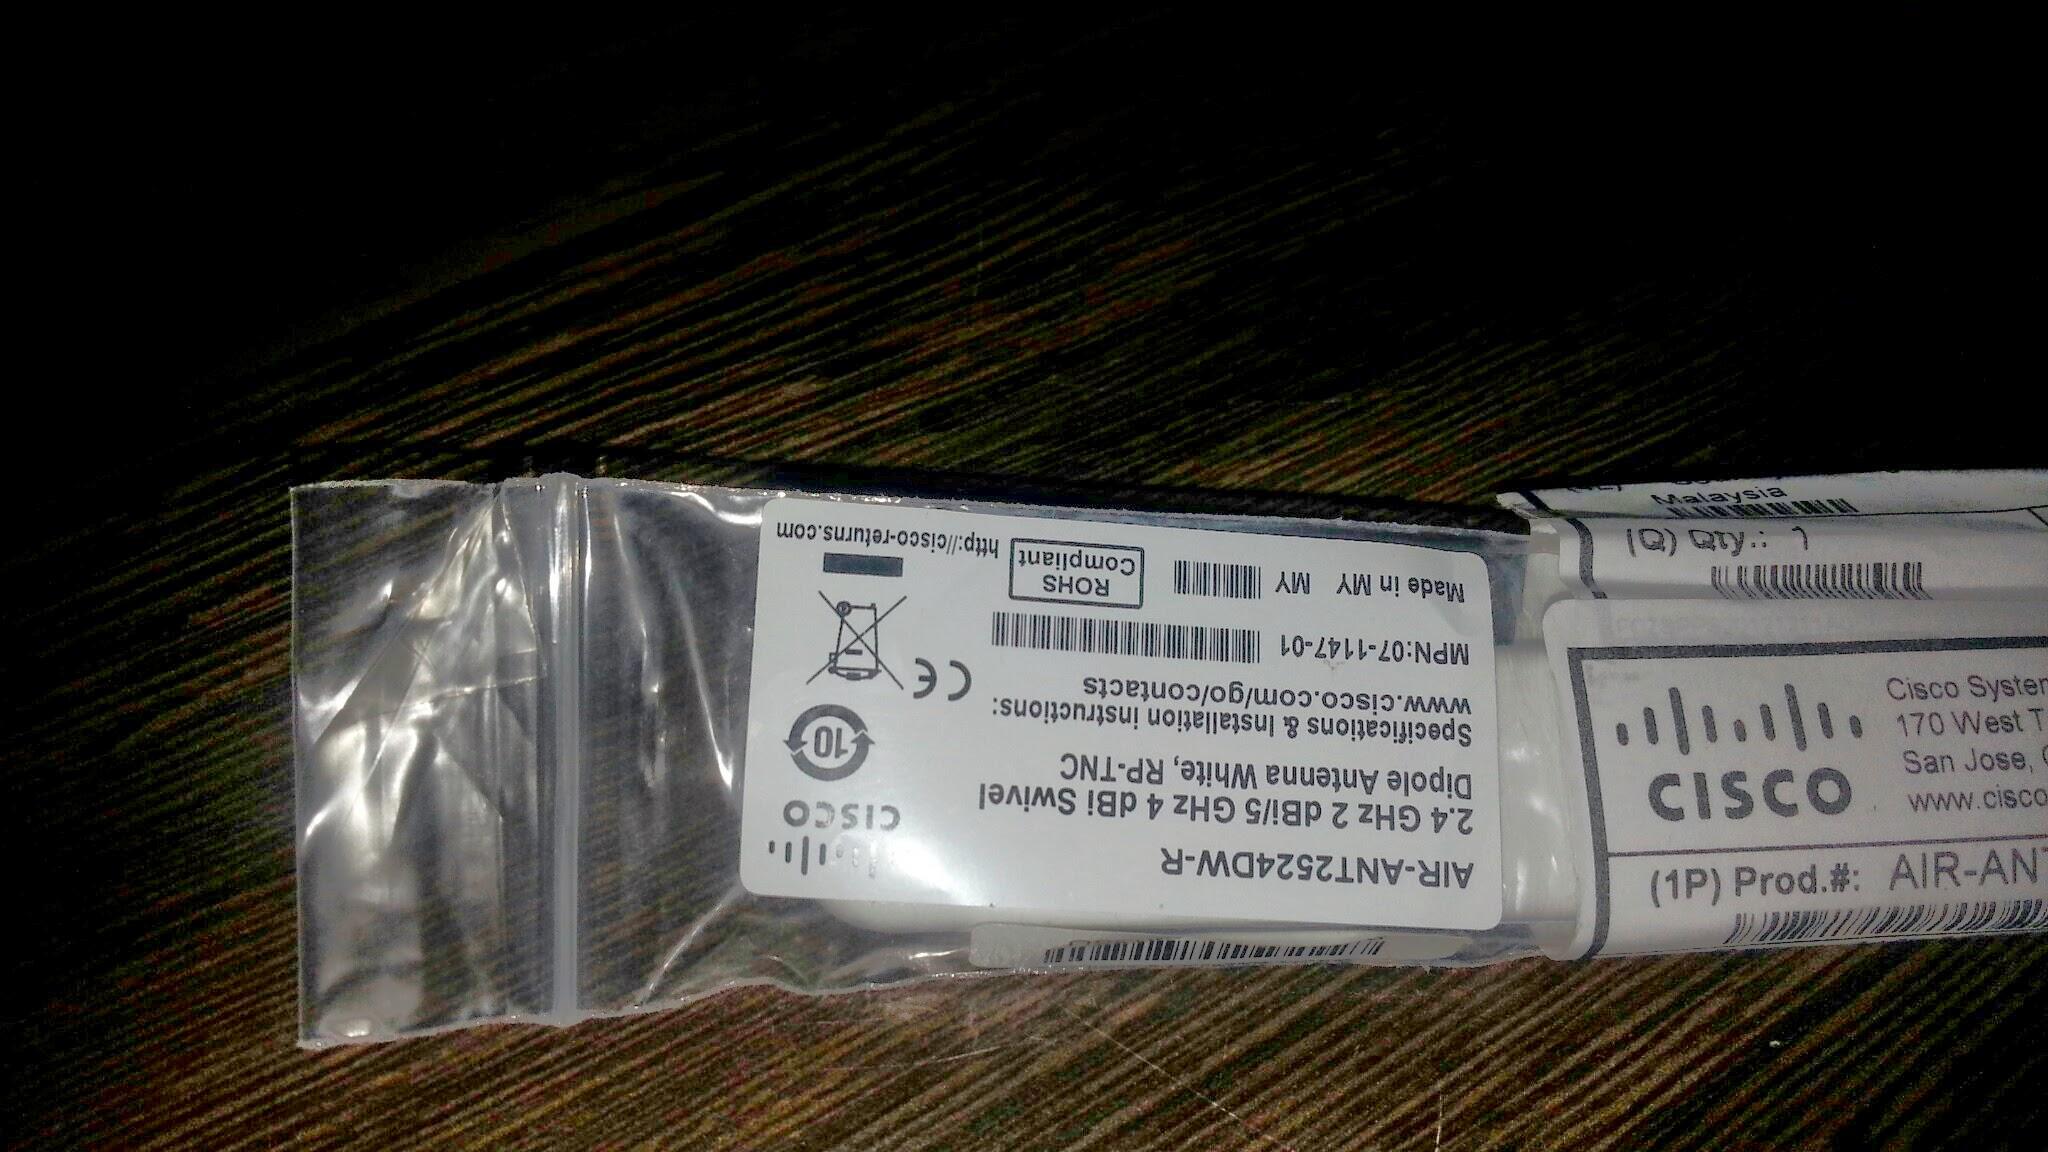 AIR-ANT2524DW-R
2.4 GHz 2 dBi/5 GHz 4 dBi Swivel
Dipole Antenna White, RP-TNC
Specifications & Installation instructions:
www.cisco.com/go/contacts
MPN:07-1147-01
Made in MY MY
ROHS
Compliant
http://cisco-returns.com
CISCO
10
CE
Malaysia
(Q) Qty.: 1
CISCO
Cisco System
170 West T
San Jose,
www.cisco
(1P) Prod.#: AIR-ANT